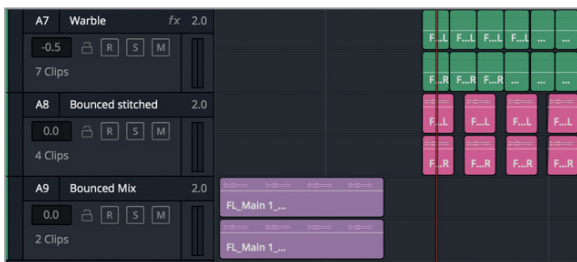 A7 Warble fx 2.0
-0.5 R S M
7 Clips
F...L F...L F...L F...L ... ...
F...R F...R F...R ... ... ...
A8 Bounced stitched 2.0
0.0 R S M
4 Clips
F...L F...L F...L F...L
F...R F...R F...R F...R
A9 Bounced Mix 2.0
0.0 R S M
2 Clips
FL_Main 1_...
FL_Main 1_...